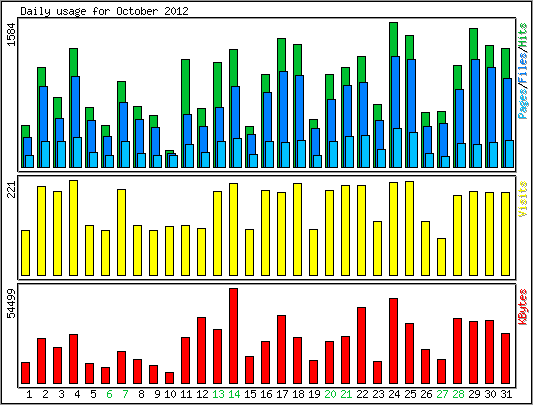 Daily usage for October 2012
1584
Pages/Files/Hits
221
Visits
54499
KBytes
1 2 3 4 5 6 7 8 9 10 11 12 13 14 15 16 17 18 19 20 21 22 23 24 25 26 27 28 29 30 31